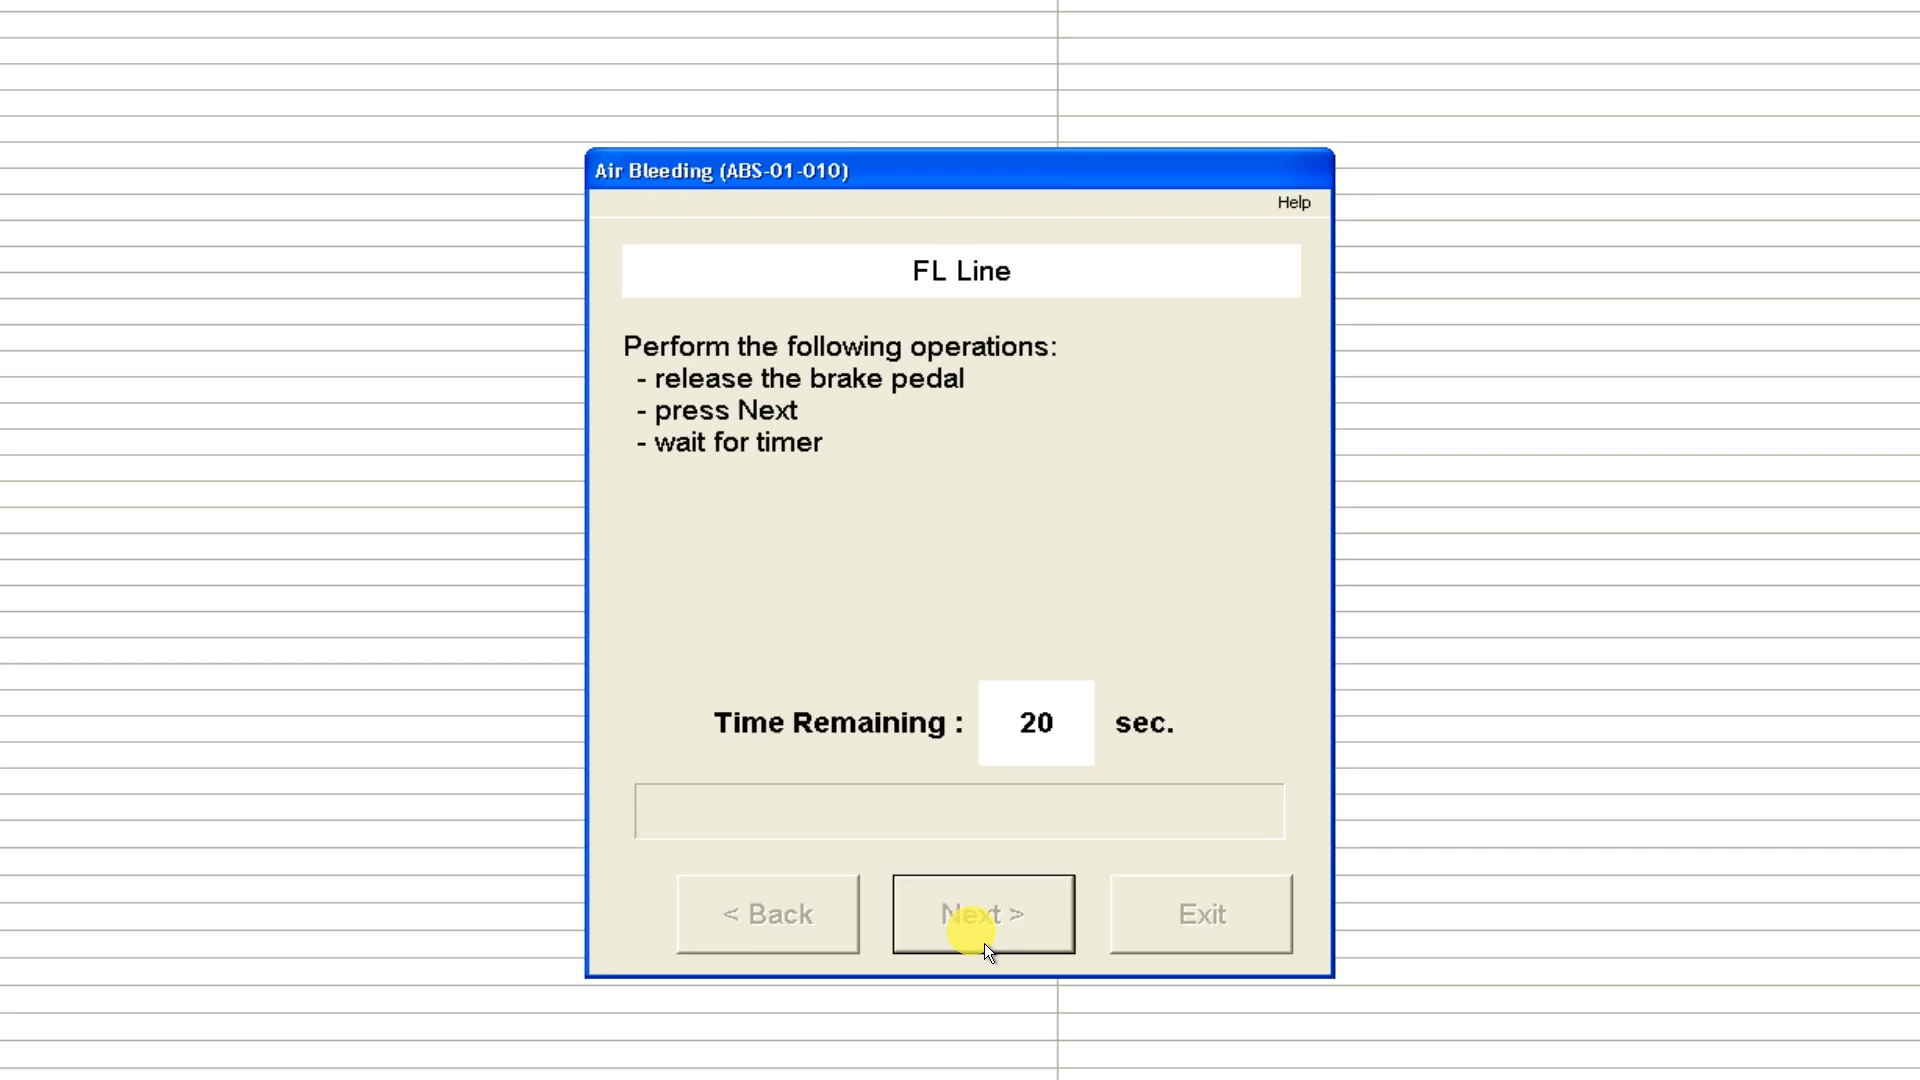 Air Bleeding (ABS-01-010)
Help
FL Line
Perform the following operations:
- release the brake pedal
- press Next
- wait for timer
Time Remaining : 20 sec.
< Back Next > Exit